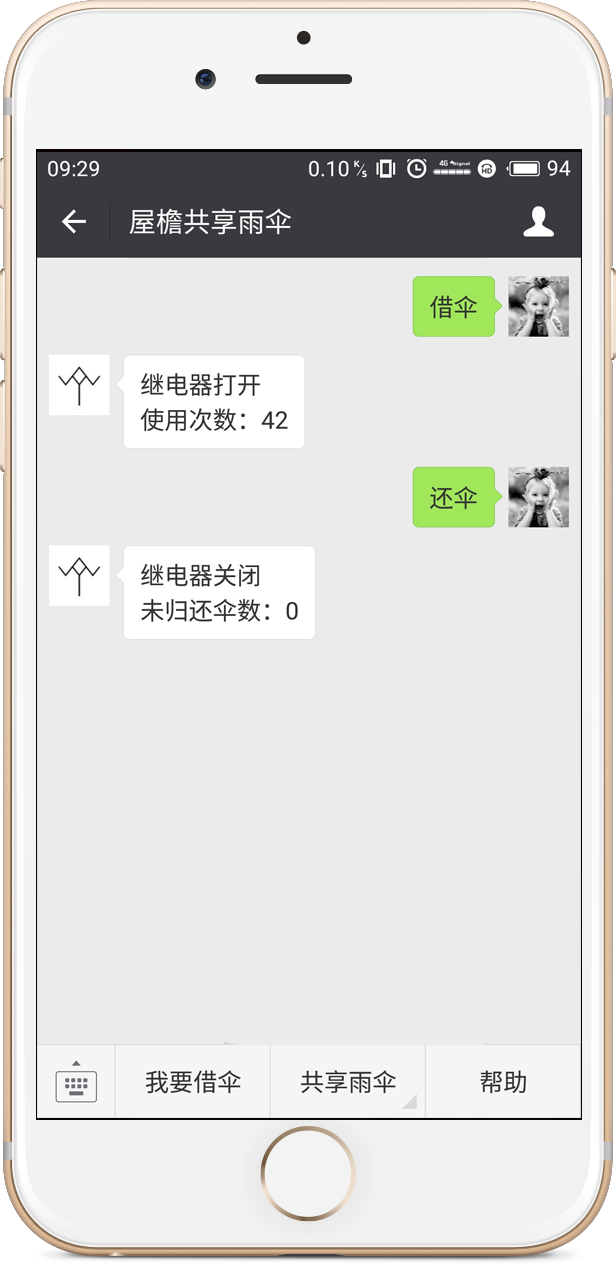 09:29
0.10 K/s
4G
Signal
HD
94
屋檐共享雨伞
借伞
继电器打开
使用次数：42
还伞
继电器关闭
未归还伞数：0
我要借伞
共享雨伞
帮助